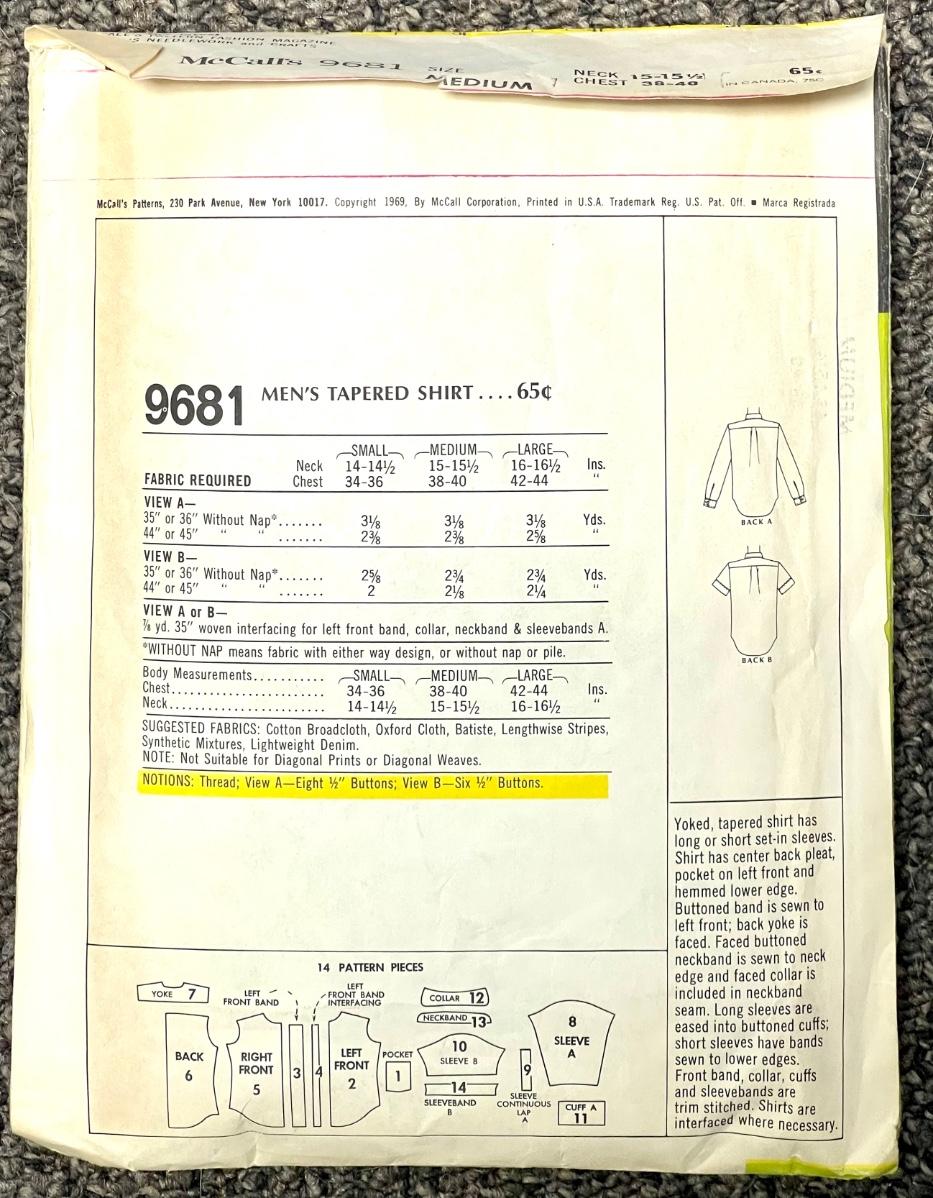 'S NEEDLEWORK and CRAFTS
McCall's 9681 SIZE MEDIUM NECK 15-15½ CHEST 38-40 65¢ IN CANADA, 75C
McCall's Patterns, 230 Park Avenue, New York 10017. Copyright 1969, By McCall Corporation, Printed in U.S.A. Trademark Reg. U.S. Pat. Off. ■ Marca Registrada
9681 MEN'S TAPERED SHIRT....65¢
SMALL MEDIUM LARGE
Neck 14-14½ 15-15½ 16-16½ Ins.
FABRIC REQUIRED Chest 34-36 38-40 42-44 "
VIEW A—
35" or 36" Without Nap*....... 3⅛ 3⅛ 3⅛ Yds.
44" or 45" " " ....... 2⅜ 2⅜ 2⅝ "
VIEW B—
35" or 36" Without Nap*....... 2⅝ 2¾ 2¾ Yds.
44" or 45" " " ....... 2 2⅛ 2¼ "
VIEW A or B—
⅞ yd. 35" woven interfacing for left front band, collar, neckband & sleevebands A.
*WITHOUT NAP means fabric with either way design, or without nap or pile.
Body Measurements........... SMALL MEDIUM LARGE
Chest........................ 34-36 38-40 42-44 Ins.
Neck........................ 14-14½ 15-15½ 16-16½ "
SUGGESTED FABRICS: Cotton Broadcloth, Oxford Cloth, Batiste, Lengthwise Stripes,
Synthetic Mixtures, Lightweight Denim.
NOTE: Not Suitable for Diagonal Prints or Diagonal Weaves.
NOTIONS: Thread; View A—Eight ½" Buttons; View B—Six ½" Buttons.
BACK A
BACK B
MEDIUM
Yoked, tapered shirt has
long or short set-in sleeves.
Shirt has center back pleat,
pocket on left front and
hemmed lower edge.
Buttoned band is sewn to
left front; back yoke is
faced. Faced buttoned
neckband is sewn to neck
edge and faced collar is
included in neckband
seam. Long sleeves are
eased into buttoned cuffs;
short sleeves have bands
sewn to lower edges.
Front band, collar, cuffs
and sleevebands are
trim stitched. Shirts are
interfaced where necessary.
14 PATTERN PIECES
YOKE 7
LEFT
FRONT BAND
LEFT
FRONT BAND
INTERFACING
COLLAR 12
NECKBAND 13
BACK
6
RIGHT
FRONT
5
3
4
LEFT
FRONT
2
POCKET
1
10
SLEEVE B
14
SLEEVEBAND
B
9
SLEEVE
CONTINUOUS
LAP
A
8
SLEEVE
A
CUFF A
11